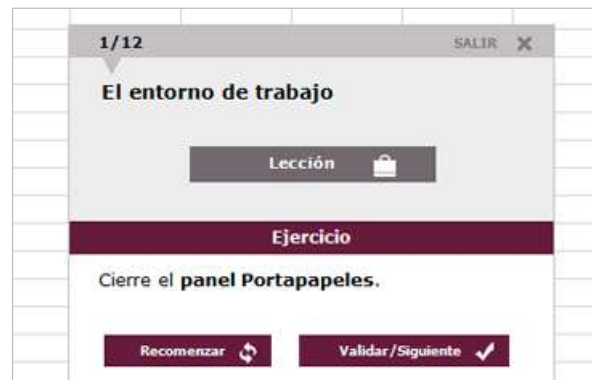 1/12 SALIR
El entorno de trabajo
Lección
Ejercicio
Cierre el panel Portapapeles.
Recomenzar Validar/Siguiente